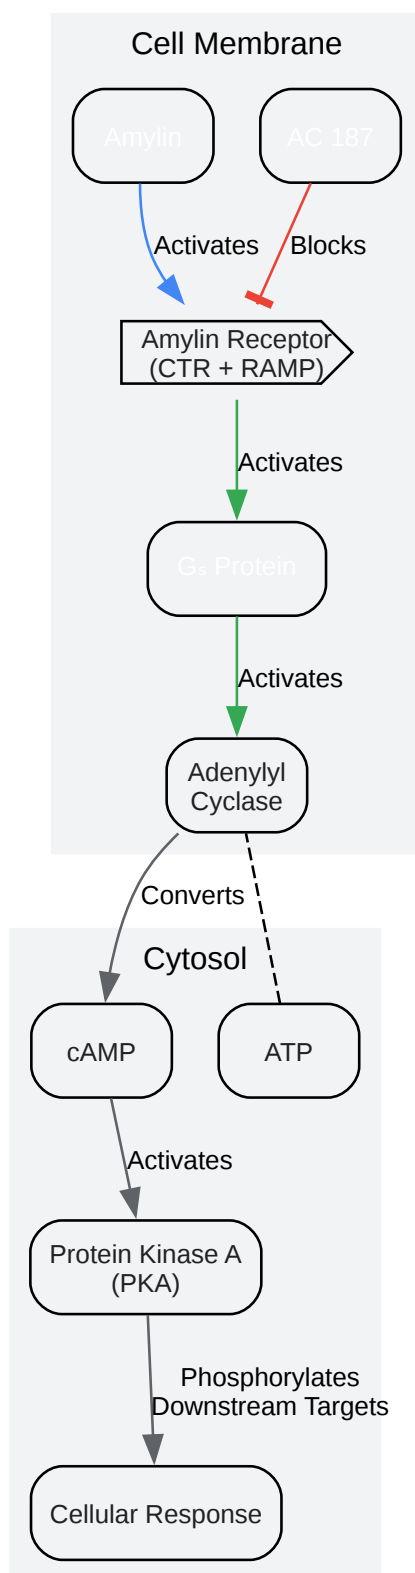 Cell Membrane
Amylin
AC 187
Activates
Blocks
Amylin Receptor
(CTR + RAMP)
Activates
Gₛ Protein
Activates
Adenylyl
Cyclase
Converts
Cytosol
cAMP
ATP
Activates
Protein Kinase A
(PKA)
Phosphorylates
Downstream Targets
Cellular Response